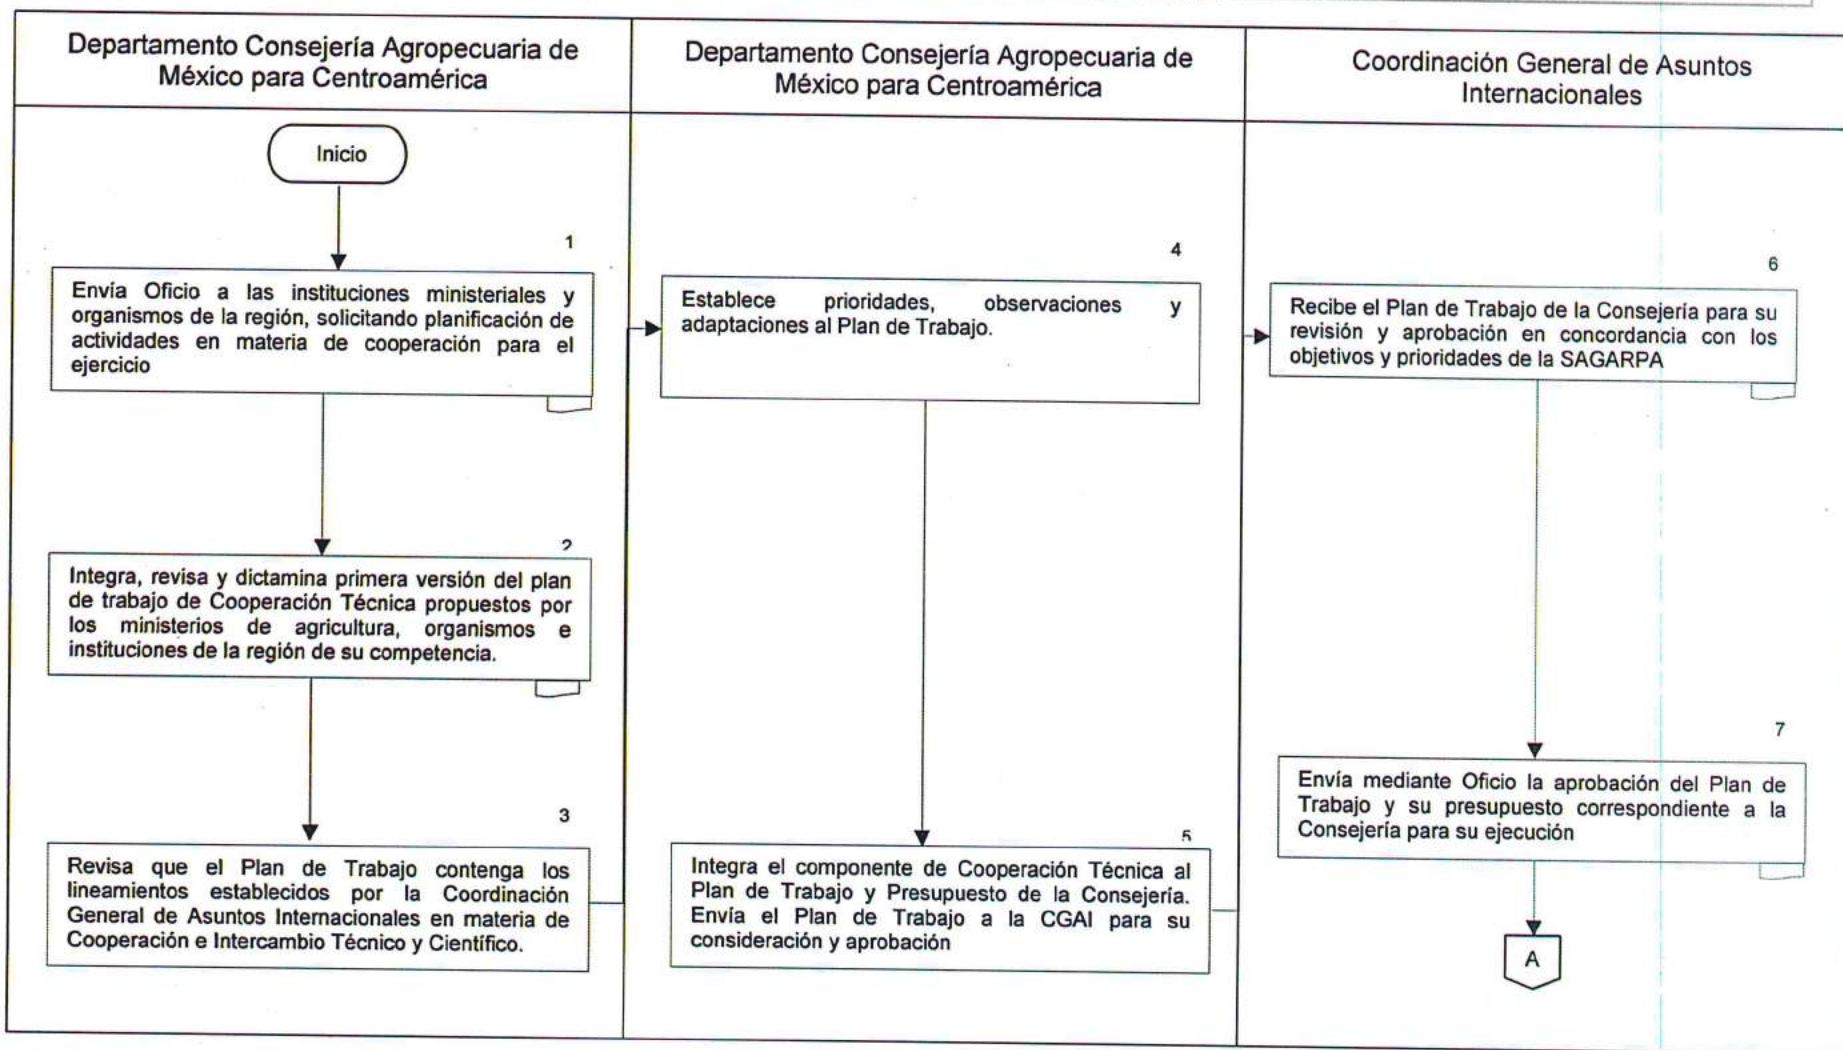 Departamento Consejería Agropecuaria de
México para Centroamérica
Inicio
1
Envía Oficio a las instituciones ministeriales y
organismos de la región, solicitando planificación de
actividades en materia de cooperación para el
ejercicio
2
Integra, revisa y dictamina primera versión del plan
de trabajo de Cooperación Técnica propuestos por
los ministerios de agricultura, organismos e
instituciones de la región de su competencia.
3
Revisa que el Plan de Trabajo contenga los
lineamientos establecidos por la Coordinación
General de Asuntos Internacionales en materia de
Cooperación e Intercambio Técnico y Científico.
Departamento Consejería Agropecuaria de
México para Centroamérica
4
Establece prioridades, observaciones y
adaptaciones al Plan de Trabajo.
5
Integra el componente de Cooperación Técnica al
Plan de Trabajo y Presupuesto de la Consejería.
Envía el Plan de Trabajo a la CGAI para su
consideración y aprobación
Coordinación General de Asuntos
Internacionales
6
Recibe el Plan de Trabajo de la Consejería para su
revisión y aprobación en concordancia con los
objetivos y prioridades de la SAGARPA
7
Envía mediante Oficio la aprobación del Plan de
Trabajo y su presupuesto correspondiente a la
Consejería para su ejecución
A